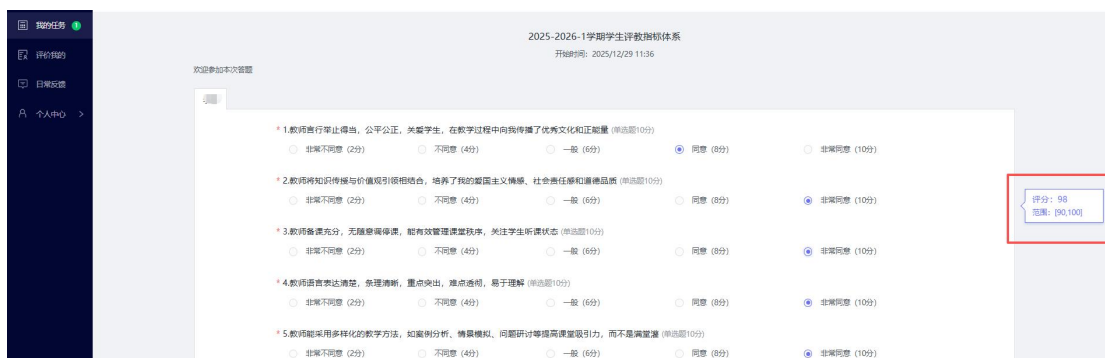 我的任务 1
评价我的
日常反馈
个人中心 >
2025-2026-1学期学生评教指标体系
开始时间：2025/12/29 11:36
欢迎参加本次答题
* 1.教师言行举止得当，公平公正，关爱学生，在教学过程中向我传播了优秀文化和正能量 (单选题10分)
非常不同意 (2分) 不同意 (4分) 一般 (6分) 同意 (8分) 非常同意 (10分)
* 2.教师将知识传授与价值观引领相结合，培养了我的爱国主义情感、社会责任感和道德品质 (单选题10分)
非常不同意 (2分) 不同意 (4分) 一般 (6分) 同意 (8分) 非常同意 (10分)
评分：98
范围：[90,100]
* 3.教师备课充分，无随意调停课，能有效管理课堂秩序，关注学生听课状态 (单选题10分)
非常不同意 (2分) 不同意 (4分) 一般 (6分) 同意 (8分) 非常同意 (10分)
* 4.教师语言表达清楚，条理清晰，重点突出，难点透彻，易于理解 (单选题10分)
非常不同意 (2分) 不同意 (4分) 一般 (6分) 同意 (8分) 非常同意 (10分)
* 5.教师能采用多样化的教学方法，如案例分析、情景模拟、问题研讨等提高课堂吸引力，而不是满堂灌 (单选题10分)
非常不同意 (2分) 不同意 (4分) 一般 (6分) 同意 (8分) 非常同意 (10分)